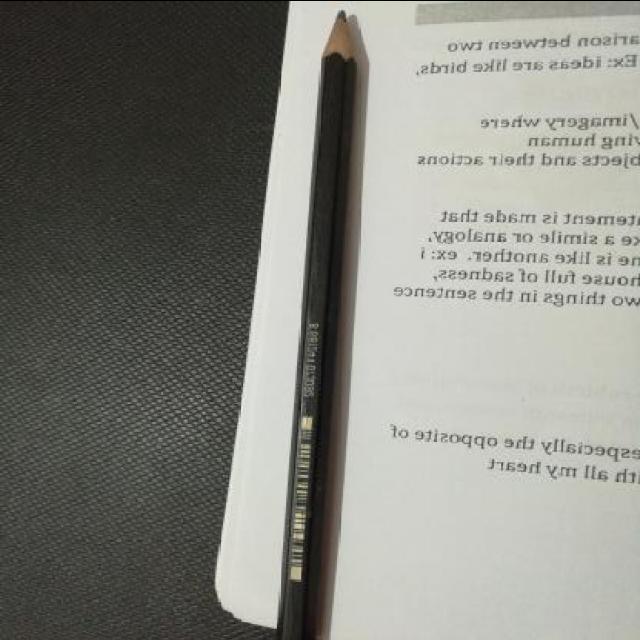 arison between two
Ex: ideas are like birds,
/imagery where
ving human
bjects and their actions
atement is made that
ke a simile or analogy,
ne is like another. ex: i
house full of sadness,
wo things in the sentence
especially the opposite of
ith all my heart